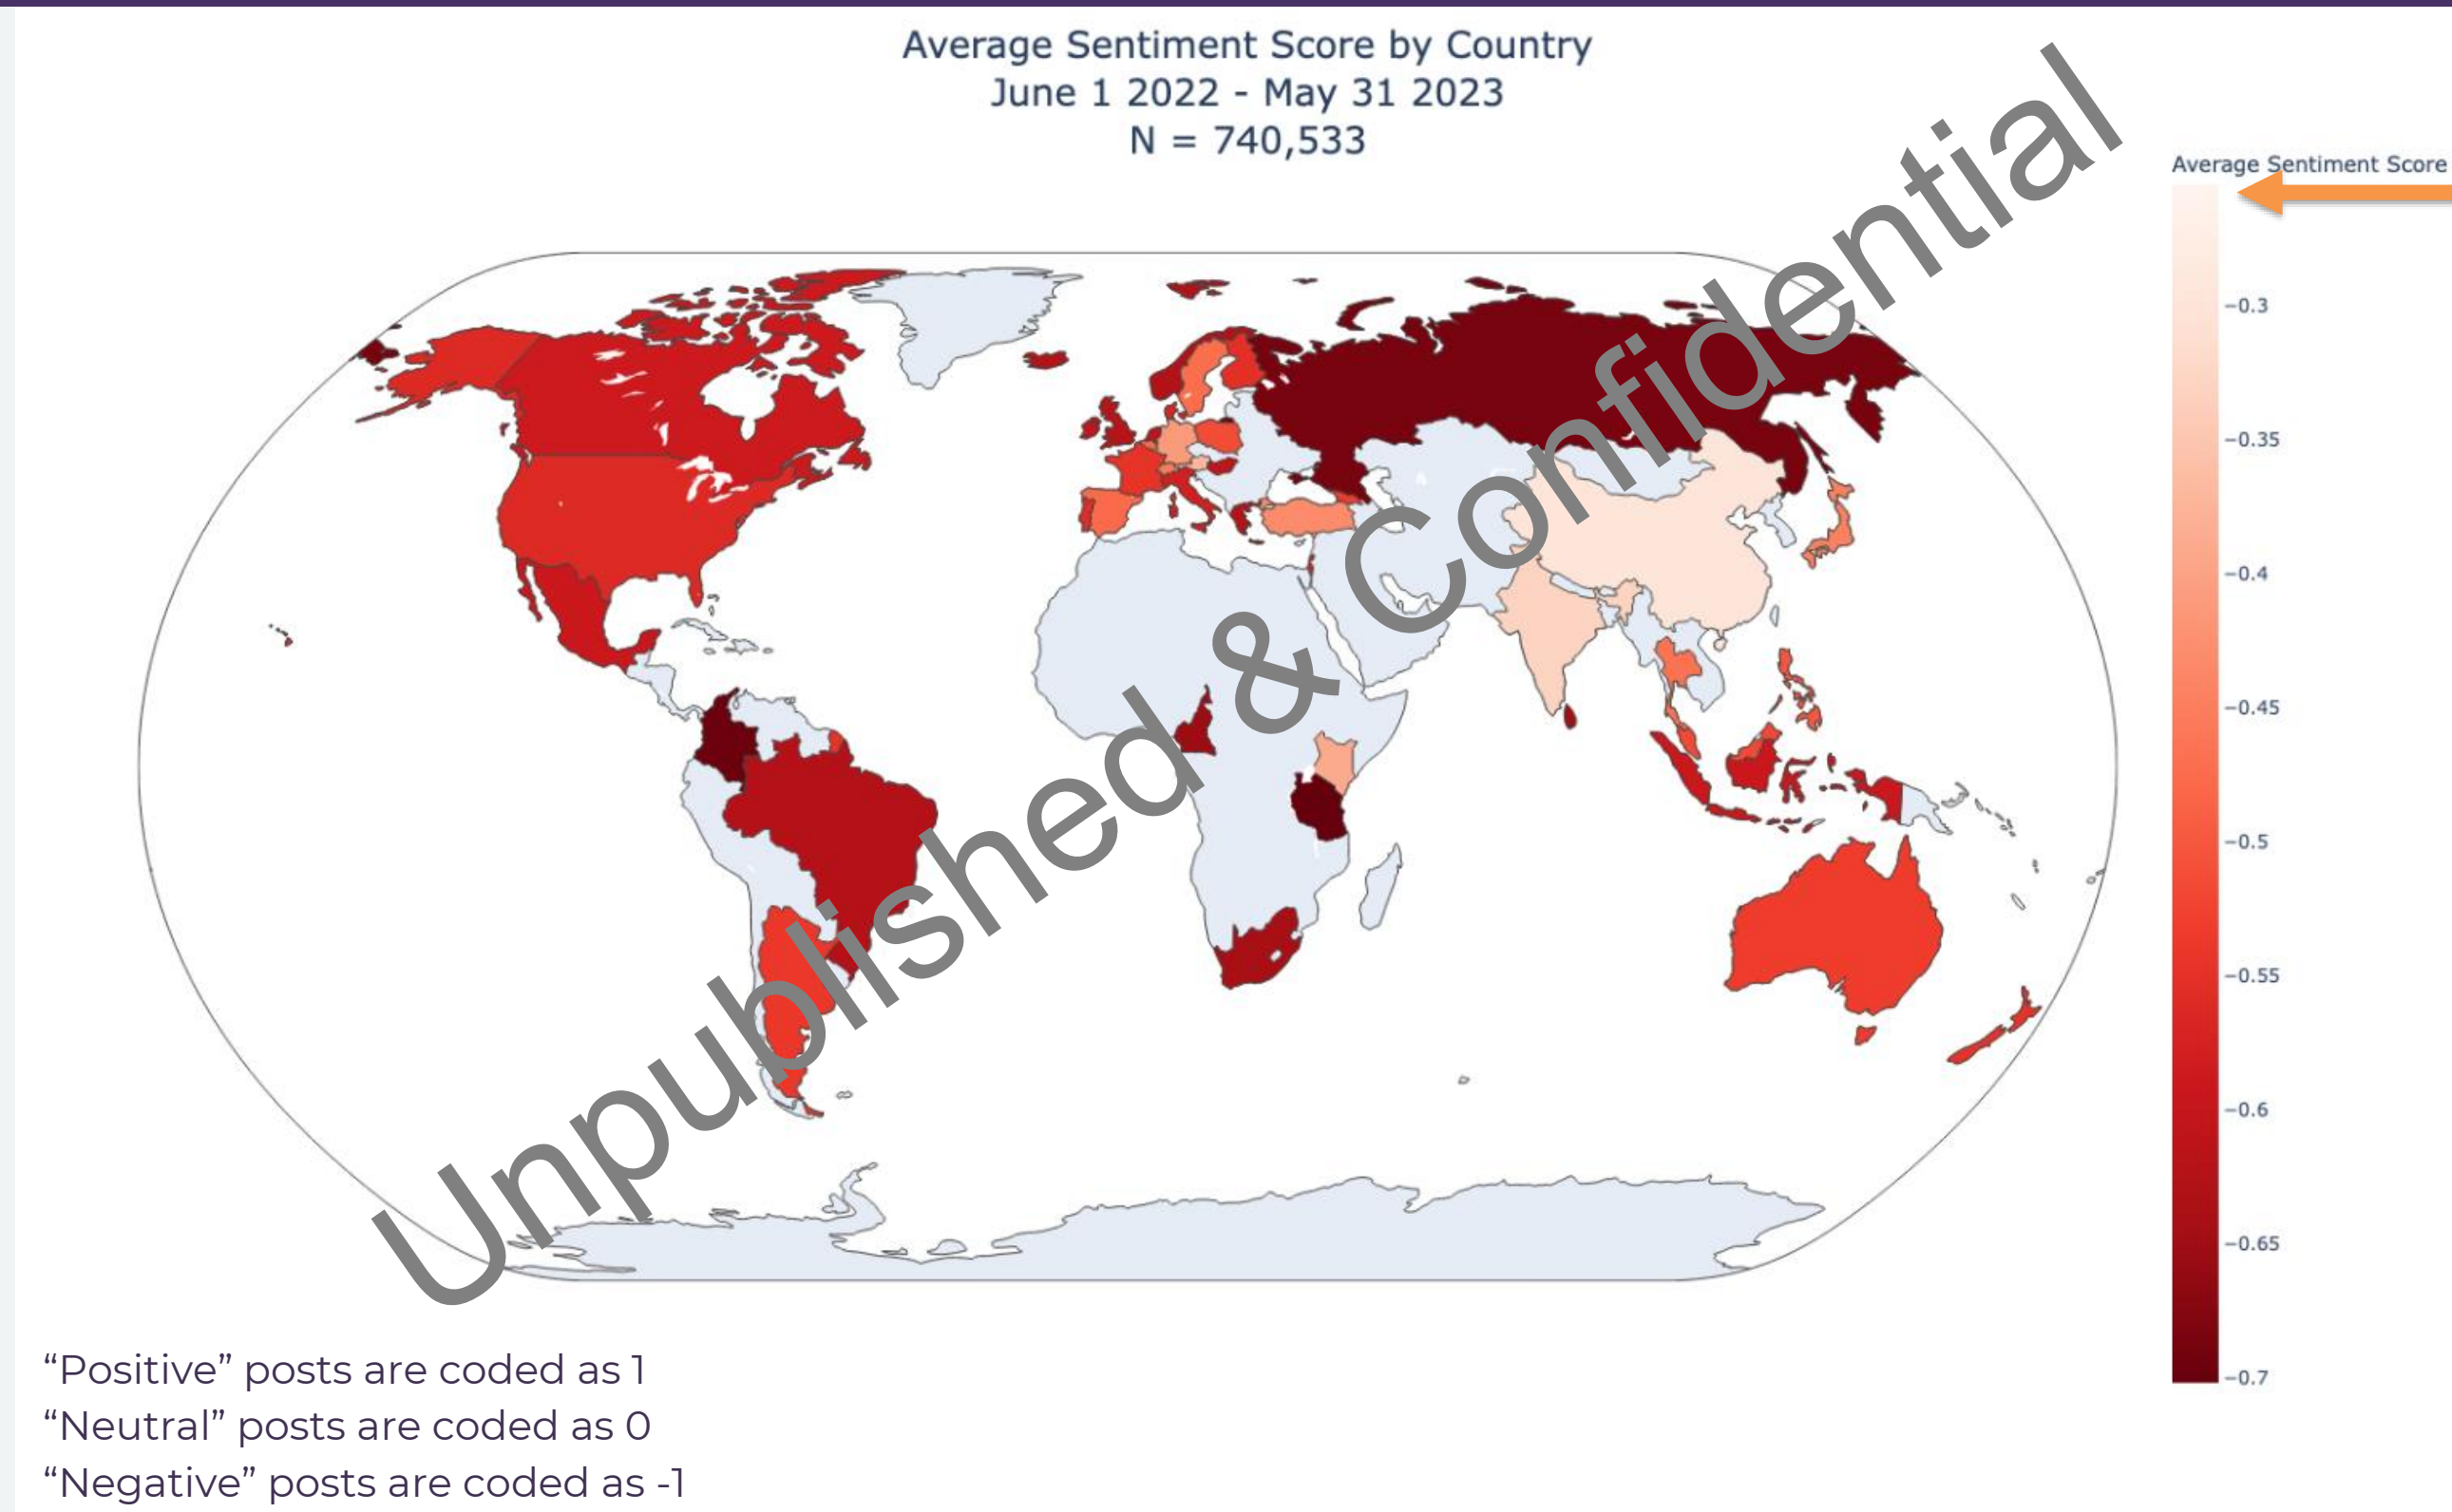 Average Sentiment Score by Country
June 1 2022 - May 31 2023
N = 740,533
Average Sentiment Score
−0.3
−0.35
−0.4
−0.45
−0.5
−0.55
−0.6
−0.65
−0.7
Unpublished & Confidential
“Positive” posts are coded as 1
“Neutral” posts are coded as 0
“Negative” posts are coded as -1